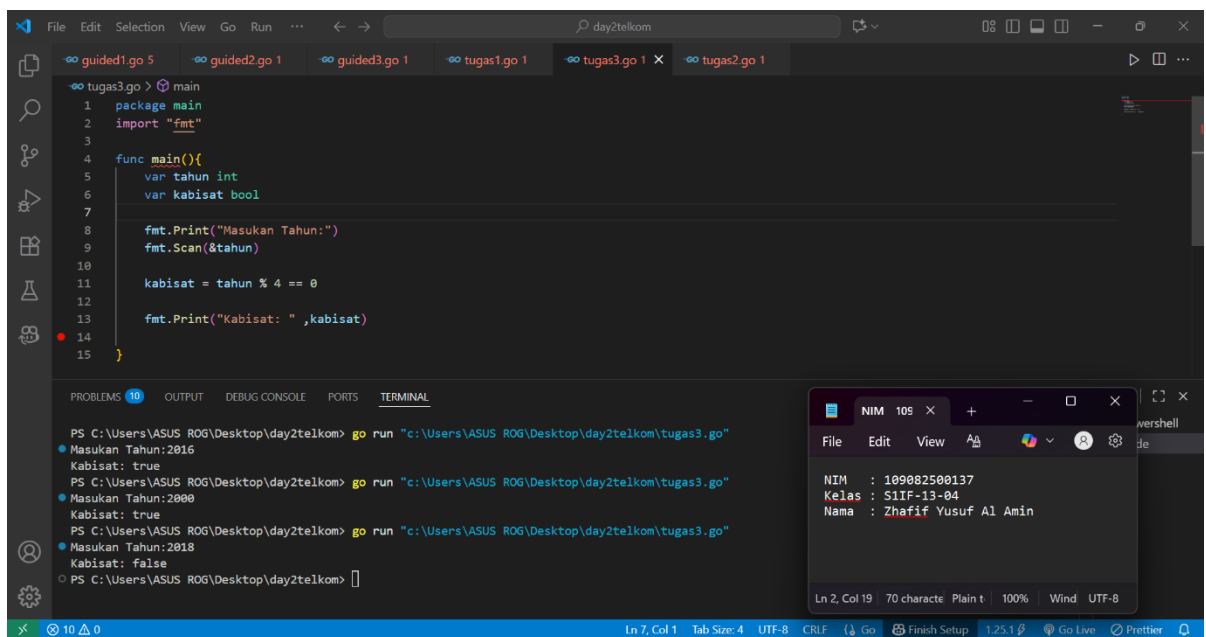 File Edit Selection View Go Run ··· ← → day2telkom
guided1.go 5 guided2.go 1 guided3.go 1 tugas1.go 1 tugas3.go 1 × tugas2.go 1
tugas3.go > main
1 package main
2 import "fmt"
3
4 func main(){
5 var tahun int
6 var kabisat bool
7
8 fmt.Print("Masukan Tahun:")
9 fmt.Scan(&tahun)
10
11 kabisat = tahun % 4 == 0
12
13 fmt.Print("Kabisat: " ,kabisat)
14
15 }
PROBLEMS 10 OUTPUT DEBUG CONSOLE PORTS TERMINAL
PS C:\Users\ASUS ROG\Desktop\day2telkom> go run "c:\Users\ASUS ROG\Desktop\day2telkom\tugas3.go"
Masukan Tahun:2016
Kabisat: true
PS C:\Users\ASUS ROG\Desktop\day2telkom> go run "c:\Users\ASUS ROG\Desktop\day2telkom\tugas3.go"
Masukan Tahun:2000
Kabisat: true
PS C:\Users\ASUS ROG\Desktop\day2telkom> go run "c:\Users\ASUS ROG\Desktop\day2telkom\tugas3.go"
Masukan Tahun:2018
Kabisat: false
PS C:\Users\ASUS ROG\Desktop\day2telkom>
wershell
de
NIM 109 × +
File Edit View
NIM : 109082500137
Kelas : S1IF-13-04
Nama : Zhafif Yusuf Al Amin
Ln 2, Col 19 70 characte Plain t 100% Wind UTF-8
10 0 Ln 7, Col 1 Tab Size: 4 UTF-8 CRLF Go Finish Setup 1.25.1 Go Live Prettier